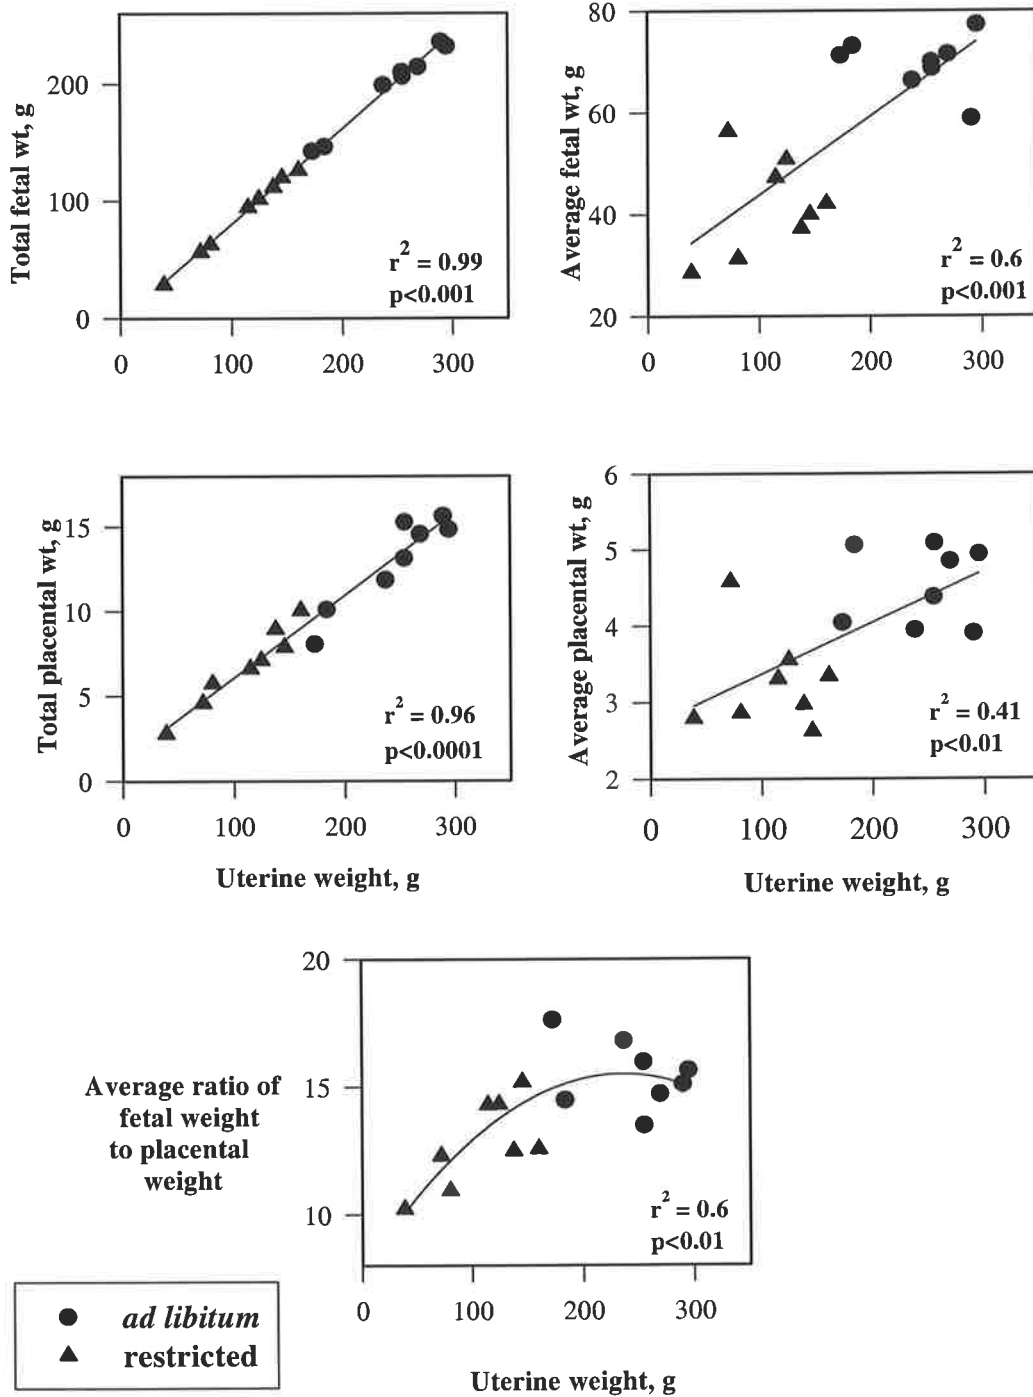 Total fetal wt, g
200
100
0
0 100 200 300
r² = 0.99
p<0.001
Average fetal wt, g
80
60
40
20
0 100 200 300
r² = 0.6
p<0.001
Total placental wt, g
15
10
5
0
0 100 200 300
r² = 0.96
p<0.0001
Uterine weight, g
Average placental wt, g
6
5
4
3
2
0 100 200 300
r² = 0.41
p<0.01
Uterine weight, g
Average ratio of
fetal weight
to placental
weight
20
15
10
0 100 200 300
r² = 0.6
p<0.01
Uterine weight, g
ad libitum
restricted